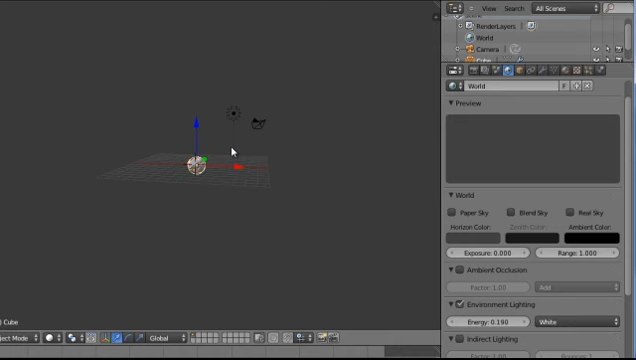 View Search All Scenes
RenderLayers
World
Camera
Cube
World F
Preview
World
Paper Sky Blend Sky Real Sky
Horizon Color: Zenith Color: Ambient Color:
Exposure: 0.000 Range: 1.000
Ambient Occlusion
Factor: 1.00 Add
Environment Lighting
Energy: 0.190 White
Indirect Lighting
) Cube
ject Mode Global